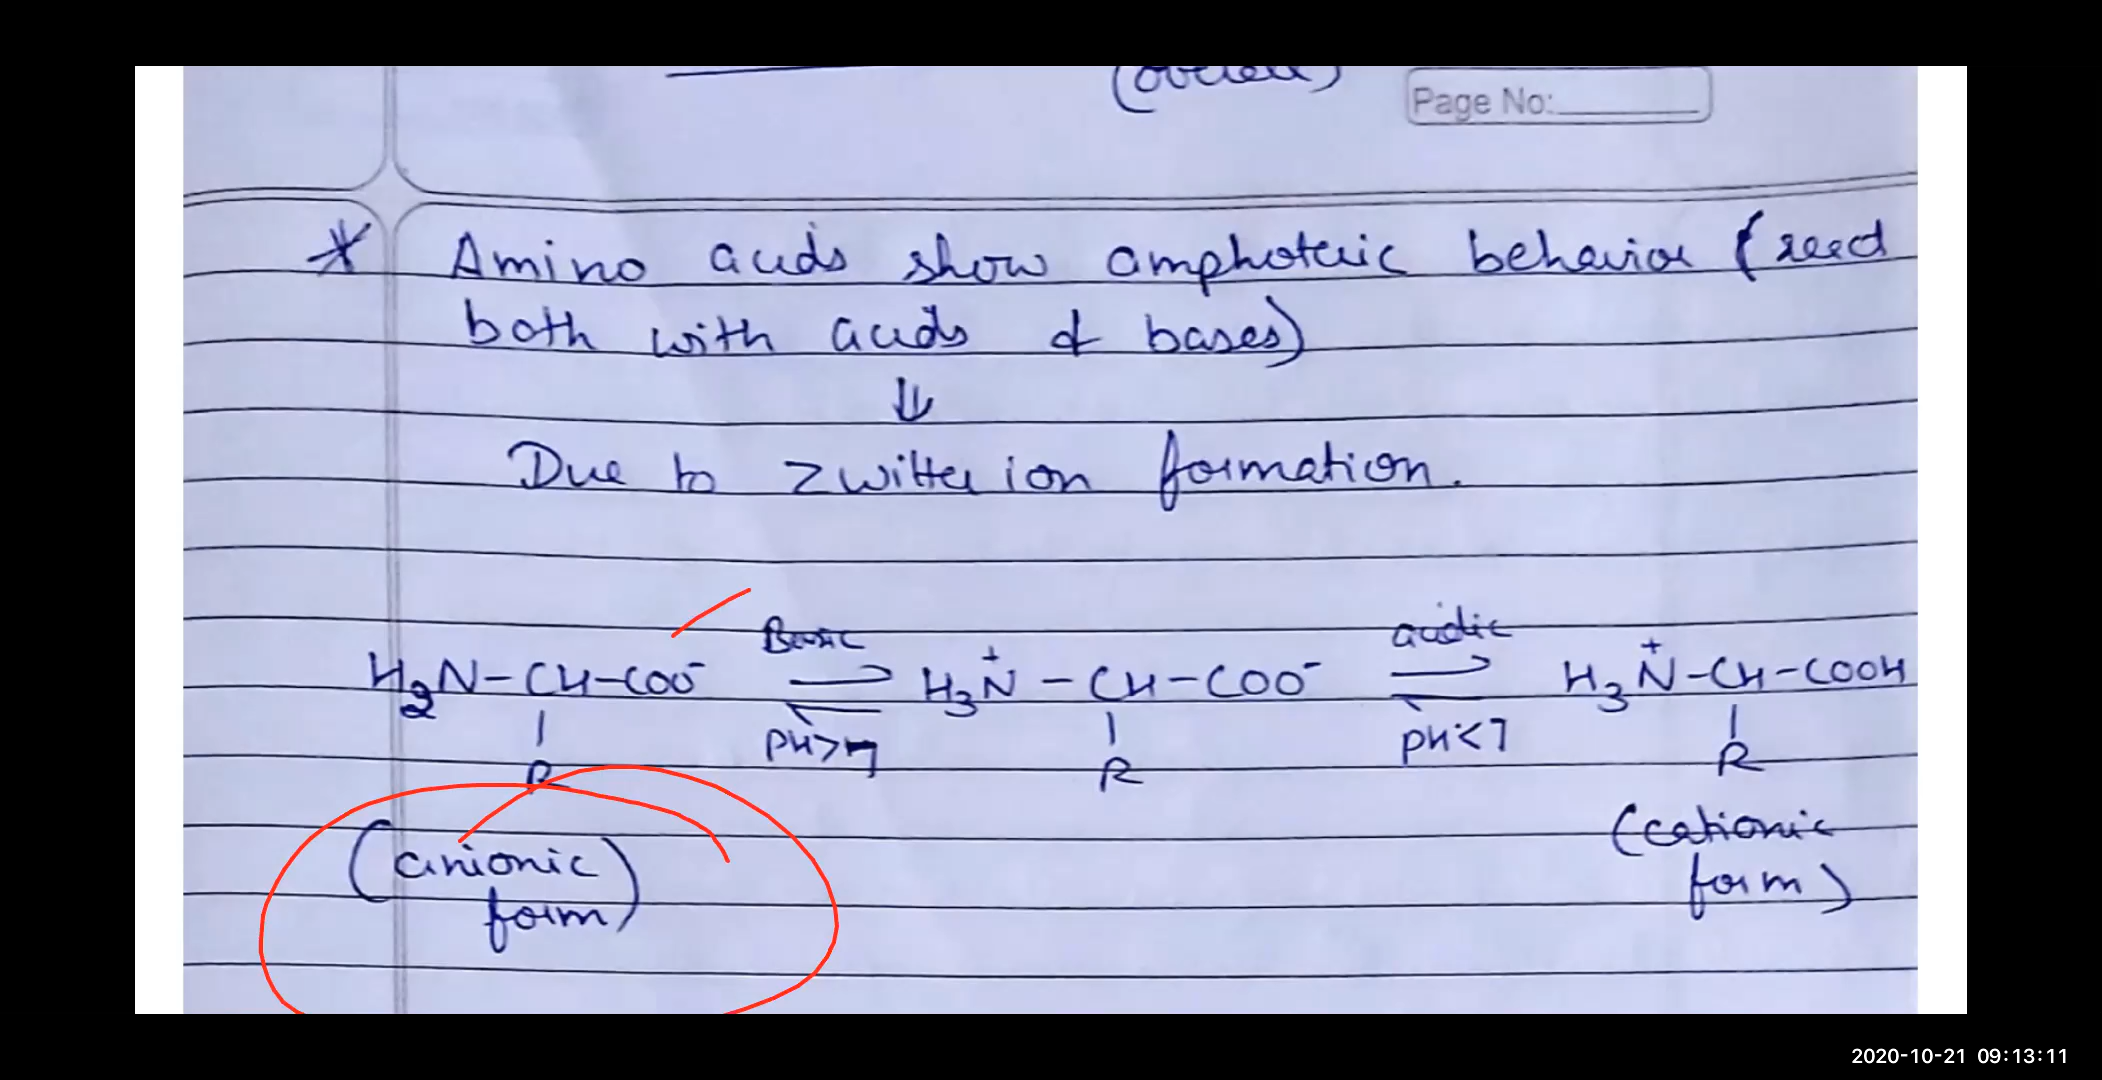 (overall)
Page No:
* Amino acids show amphoteric behavior (react
both with acids & bases)
⇓
Due to zwitter ion formation.
Basic acidic
H₂N-CH-COO⁻ ⇌ H₃N⁺-CH-COO⁻ ⇌ H₃N⁺-CH-COOH
PH>7 PH<7
R R R
(anionic (cationic
form) form)
2020-10-21 09:13:11